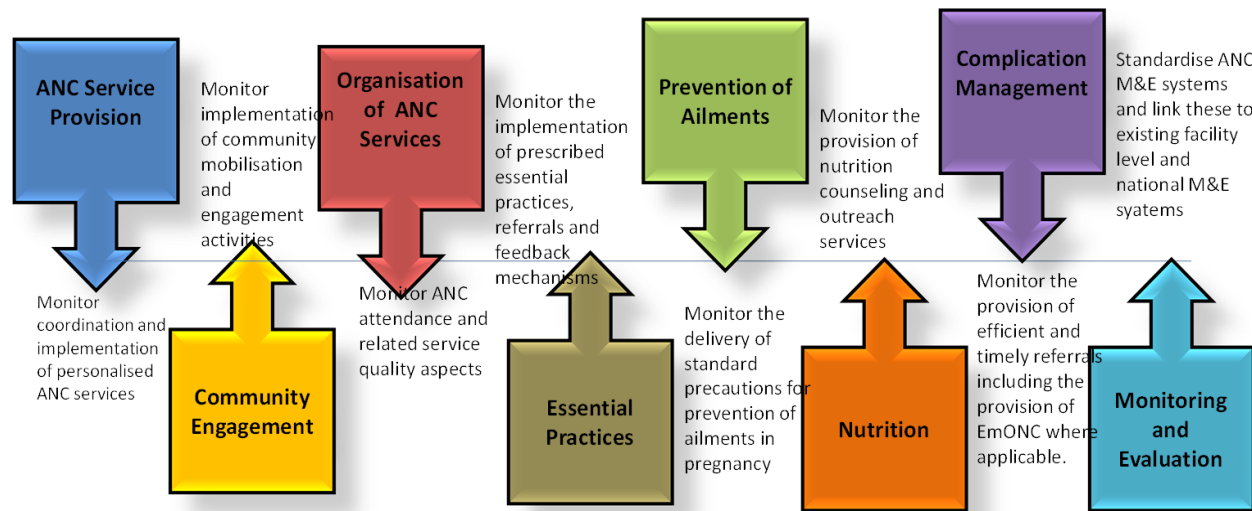 ANC Service
Provision
Monitor
coordination and
implementation
of personalised
ANC services
Monitor
implementation
of community
mobilisation
and
engagement
activities
Community
Engagement
Organisation
of ANC
Services
Monitor ANC
attendance and
related service
quality aspects
Monitor the
implementation
of prescribed
essential
practices,
referrals and
feedback
mechanisms
Essential
Practices
Prevention of
Ailments
Monitor the
delivery of
standard
precautions for
prevention of
ailments in
pregnancy
Monitor the
provision of
nutrition
counseling and
outreach
services
Nutrition
Complication
Management
Monitor the
provision of
efficient and
timely referrals
including the
provision of
EmONC where
applicable.
Standardise ANC
M&E systems
and link these to
existing facility
level and
national M&E
syatems
Monitoring
and
Evaluation